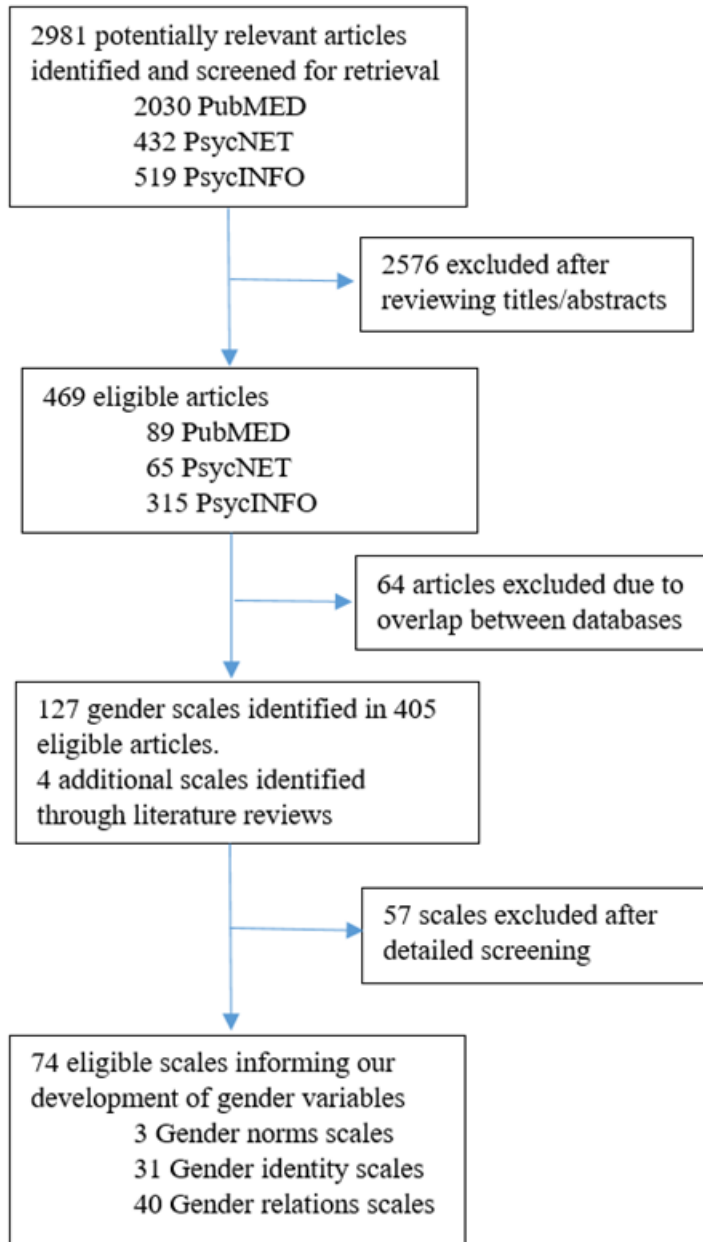 2981 potentially relevant articles
identified and screened for retrieval
2030 PubMED
432 PsycNET
519 PsycINFO
2576 excluded after
reviewing titles/abstracts
469 eligible articles
89 PubMED
65 PsycNET
315 PsycINFO
64 articles excluded due to
overlap between databases
127 gender scales identified in 405
eligible articles.
4 additional scales identified
through literature reviews
57 scales excluded after
detailed screening
74 eligible scales informing our
development of gender variables
3 Gender norms scales
31 Gender identity scales
40 Gender relations scales